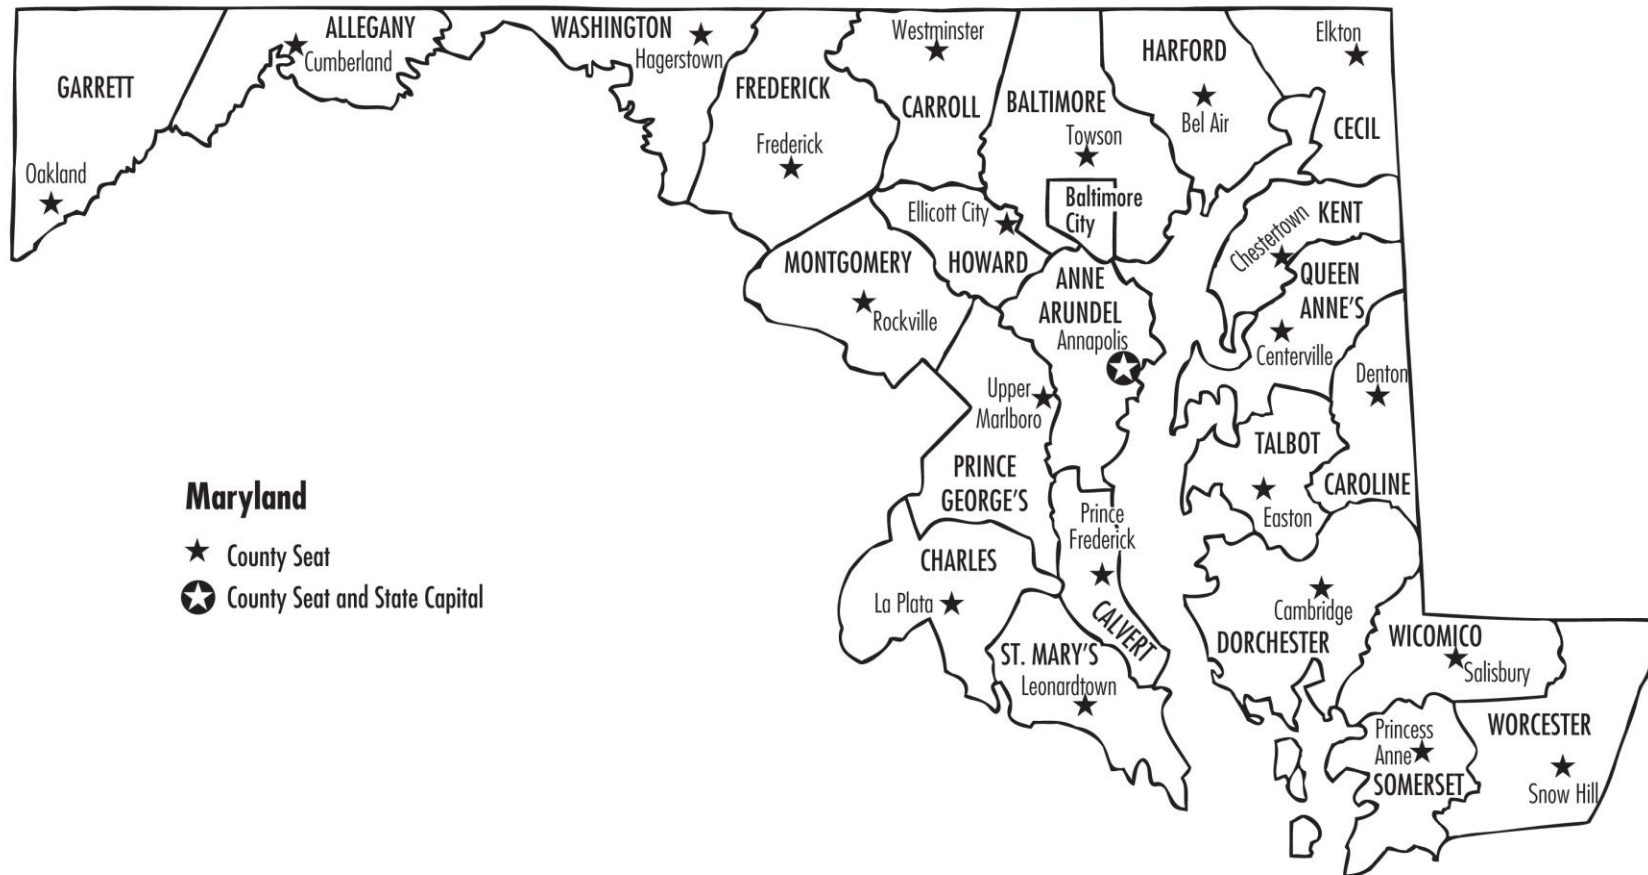 ALLEGANY
Cumberland
WASHINGTON
Hagerstown
GARRETT
Oakland
FREDERICK
Frederick
Westminster
CARROLL
BALTIMORE
Towson
Baltimore
City
HARFORD
Bel Air
Elkton
CECIL
Ellicott City
HOWARD
MONTGOMERY
Rockville
ANNE
ARUNDEL
Annapolis
KENT
Chestertown
QUEEN
ANNE'S
Centerville
Denton
CAROLINE
TALBOT
Easton
Upper
Marlboro
PRINCE
GEORGE'S
Prince
Frederick
CALVERT
CHARLES
La Plata
ST. MARY'S
Leonardtown
Cambridge
DORCHESTER
WICOMICO
Salisbury
Princess
Anne
SOMERSET
WORCESTER
Snow Hill
Maryland
County Seat
County Seat and State Capital